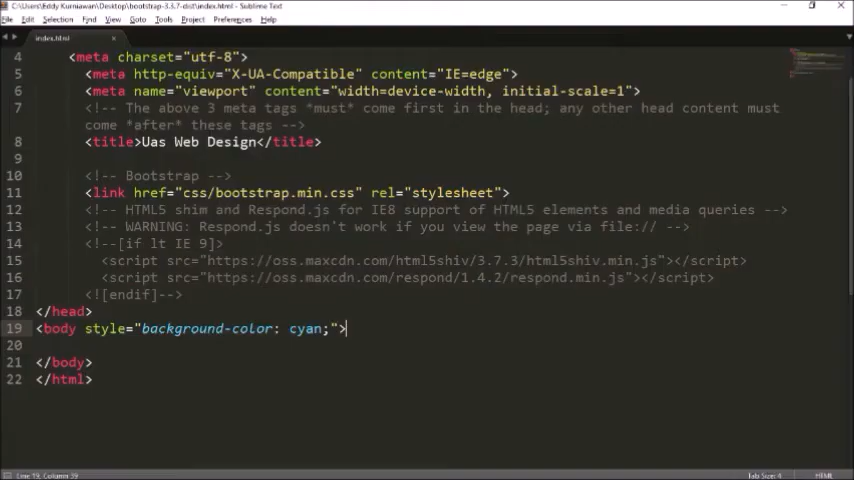 C:\Users\Eddy Kurniawan\Desktop\bootstrap-3.3.7-dist\index.html - Sublime Text
File Edit Selection Find View Goto Tools Project Preferences Help
index.html ×
4 <meta charset="utf-8">
5 <meta http-equiv="X-UA-Compatible" content="IE=edge">
6 <meta name="viewport" content="width=device-width, initial-scale=1">
7 <!-- The above 3 meta tags *must* come first in the head; any other head content must
come *after* these tags -->
8 <title>Uas Web Design</title>
9
10 <!-- Bootstrap -->
11 <link href="css/bootstrap.min.css" rel="stylesheet">
12 <!-- HTML5 shim and Respond.js for IE8 support of HTML5 elements and media queries -->
13 <!-- WARNING: Respond.js doesn't work if you view the page via file:// -->
14 <!--[if lt IE 9]>
15 <script src="https://oss.maxcdn.com/html5shiv/3.7.3/html5shiv.min.js"></script>
16 <script src="https://oss.maxcdn.com/respond/1.4.2/respond.min.js"></script>
17 <![endif]-->
18 </head>
19 <body style="background-color: cyan;">
20
21 </body>
22 </html>
Line 19, Column 39 Tab Size: 4 HTML